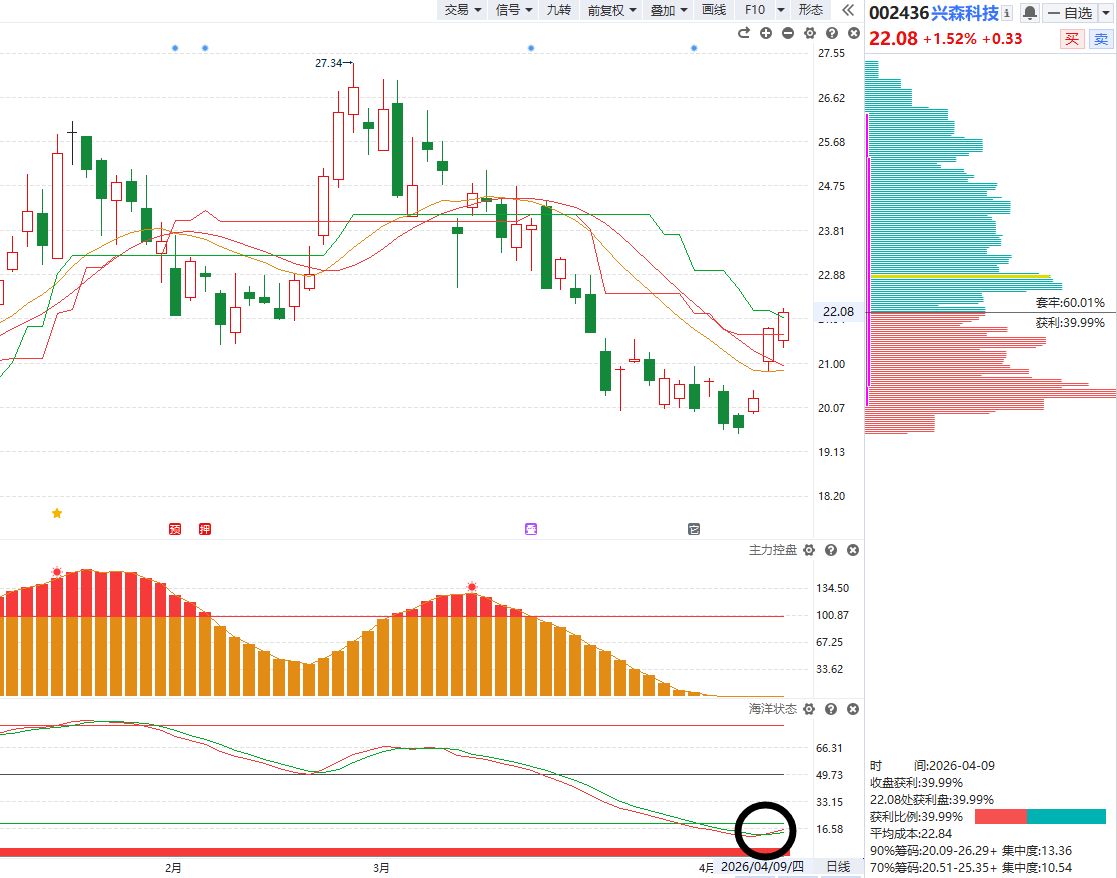 交易 信号 九转 前复权 叠加 画线 F10 形态
002436 兴森科技 自选
22.08 +1.52% +0.33 买 卖
27.55
27.34
26.62
25.68
24.75
23.81
22.88
套牢:60.01%
22.08
获利:39.99%
21.00
20.07
19.13
18.20
预 押
主力控盘
134.50
100.87
67.25
33.62
海洋状态
66.31
49.73
33.15
16.58
时 间:2026-04-09
收盘获利:39.99%
22.08处获利盘:39.99%
获利比例:39.99%
平均成本:22.84
90%筹码:20.09-26.29+ 集中度:13.36
70%筹码:20.51-25.35+ 集中度:10.54
2月 3月 4月 2026/04/09/四 日线